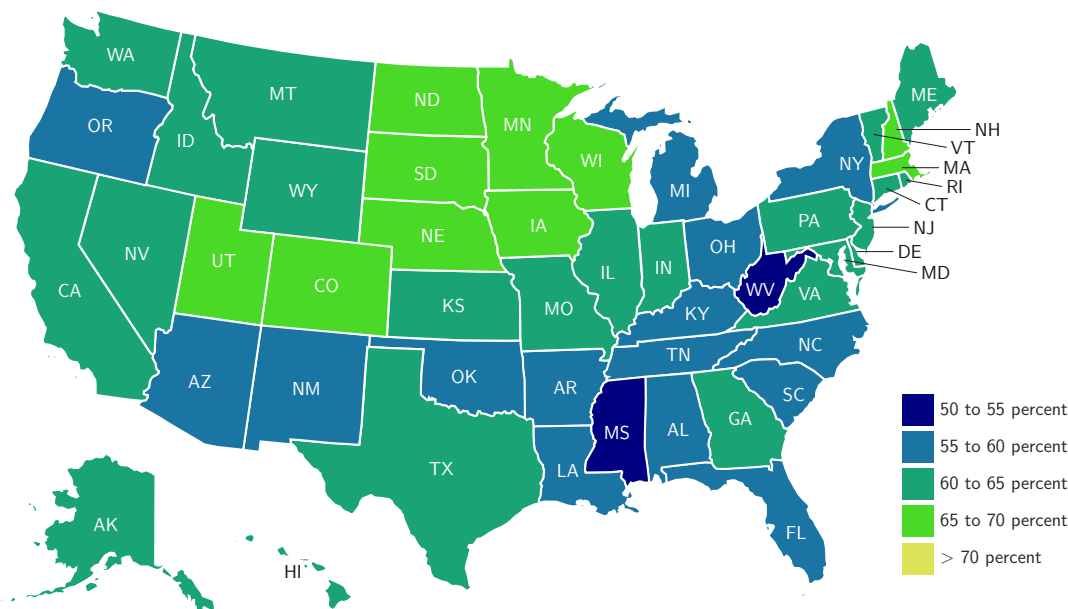 WA
OR
ID
MT
ND
MN
SD
WI
WY
NE
IA
NV
UT
CO
CA
KS
MO
IL
IN
MI
OH
PA
NY
ME
NH
VT
MA
RI
CT
NJ
DE
MD
WV
VA
KY
TN
NC
SC
AZ
NM
OK
AR
MS
AL
GA
LA
TX
FL
AK
HI
50 to 55 percent
55 to 60 percent
60 to 65 percent
65 to 70 percent
> 70 percent